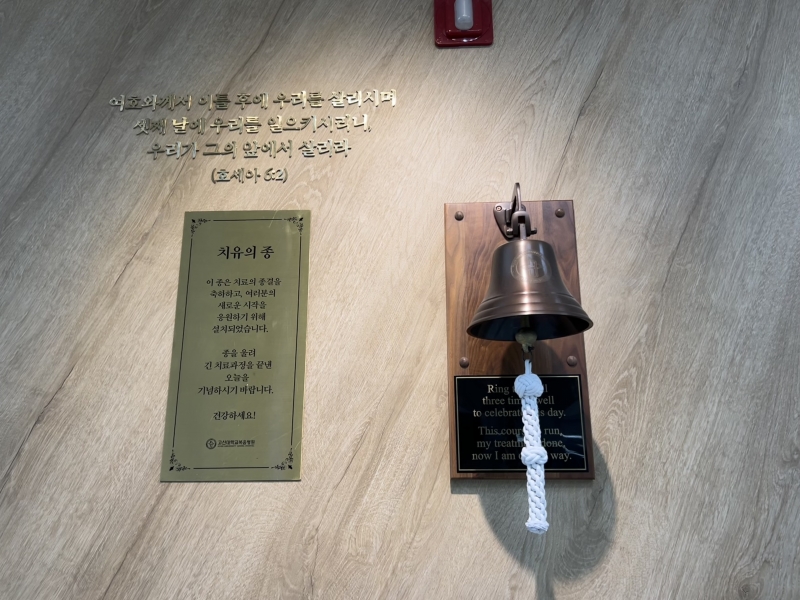 여호와께서 이틀 후에 우리를 살리시며
셋째 날에 우리를 일으키시리니,
우리가 그의 앞에서 살리라
(호세아 6:2)
치유의 종
이 종은 치료의 종결을
축하하고, 여러분의
새로운 시작을
응원하기 위해
설치되었습니다.
종을 울려
긴 치료과정을 끝낸
오늘을
기념하시기 바랍니다.
건강하세요!
Ring
three well
to celebrate day.
This run,
my done,
now I am way.